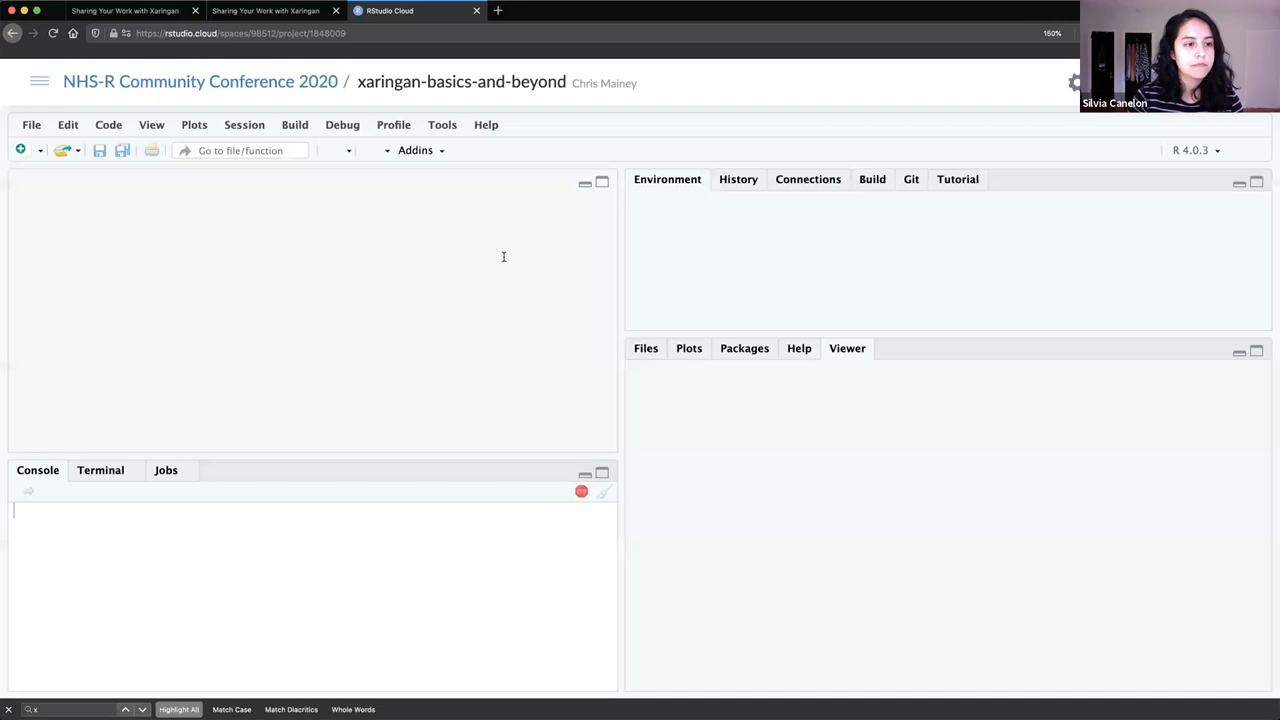 Sharing Your Work with Xaringan
Sharing Your Work with Xaringan
RStudio Cloud
https://rstudio.cloud/spaces/98512/project/1848009
150%
NHS-R Community Conference 2020 / xaringan-basics-and-beyond Chris Mainey
Silvia Canelon
File Edit Code View Plots Session Build Debug Profile Tools Help
Go to file/function
Addins
R 4.0.3
Environment History Connections Build Git Tutorial
Files Plots Packages Help Viewer
Console Terminal Jobs
x
Highlight All Match Case Match Diacritics Whole Words